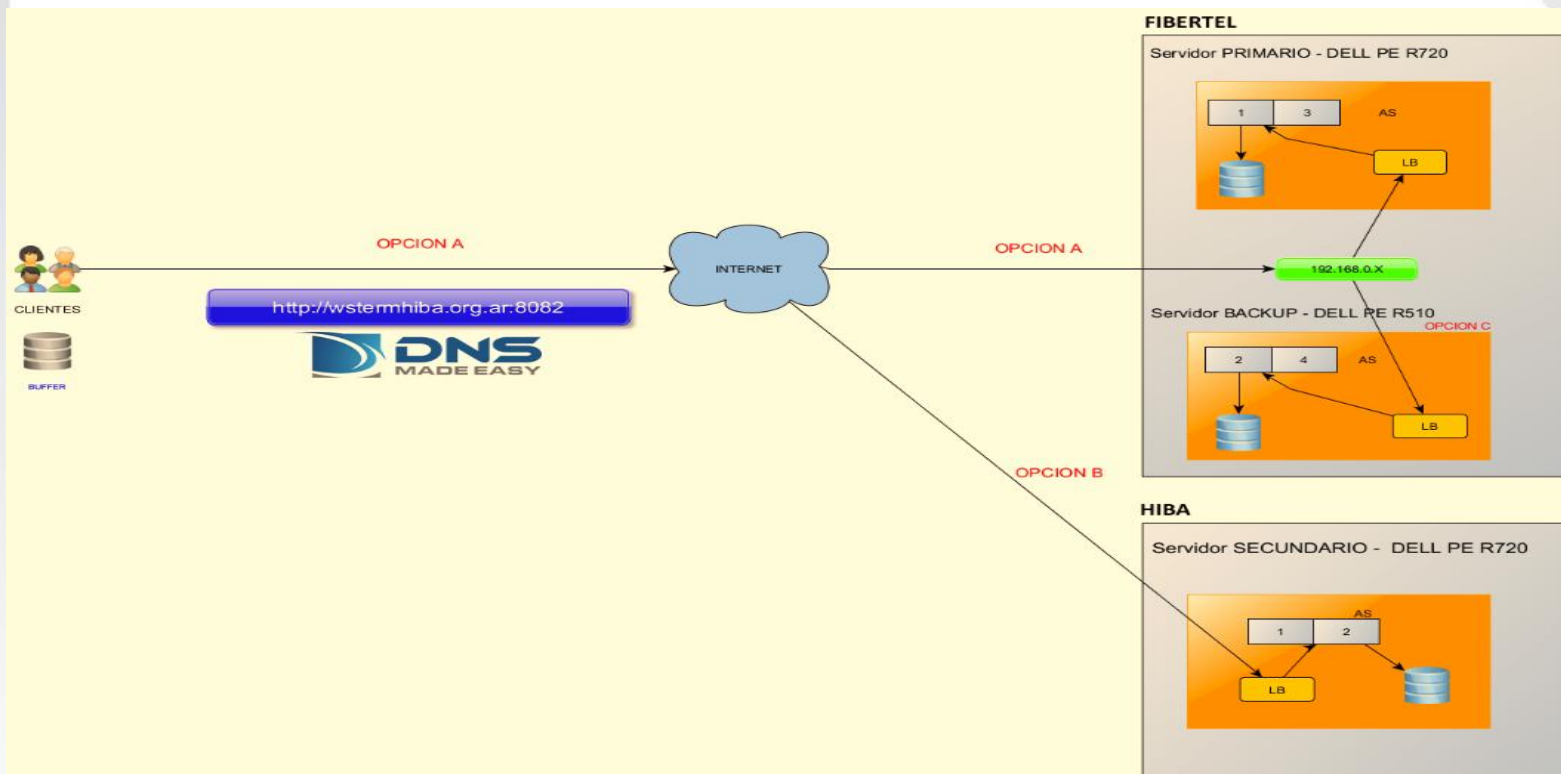 FIBERTEL
Servidor PRIMARIO - DELL PE R720
1
3
AS
LB
OPCION A
INTERNET
OPCION A
192.168.0.X
CLIENTES
http://wstermhiba.org.ar:8082
DNS
MADE EASY
BUFFER
Servidor BACKUP - DELL PE R510
OPCION C
2
4
AS
LB
OPCION B
HIBA
Servidor SECUNDARIO - DELL PE R720
AS
1
2
LB